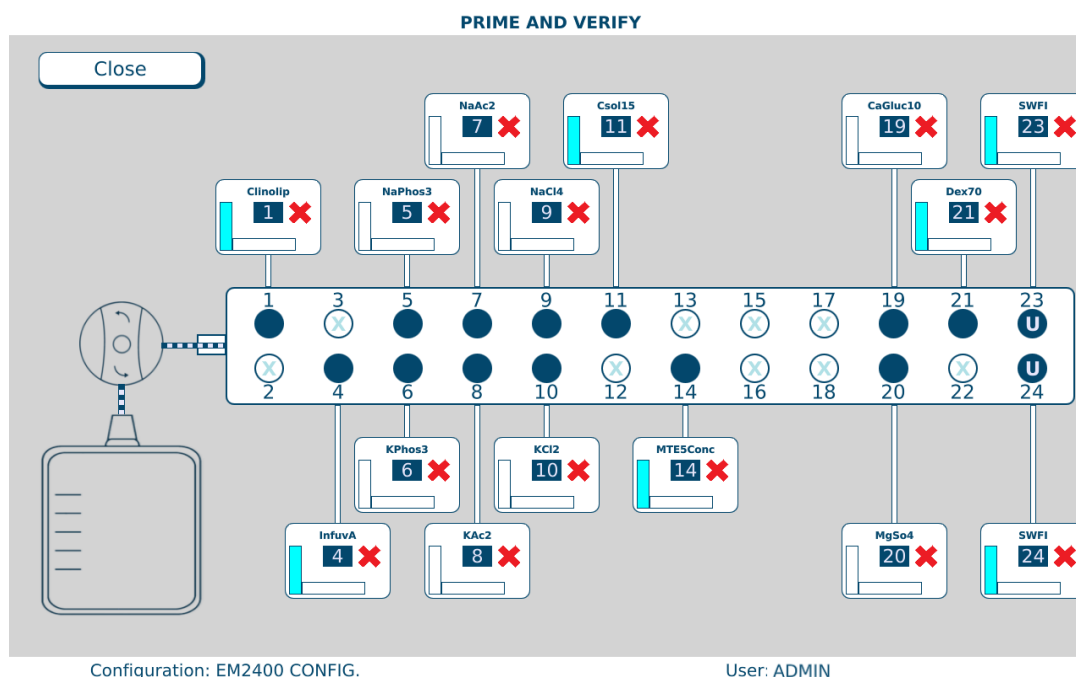 PRIME AND VERIFY
Close
NaAc2
7
Csol15
11
CaGluc10
19
SWFI
23
Clinolip
1
NaPhos3
5
NaCl4
9
Dex70
21
1 3 5 7 9 11 13 15 17 19 21 23
X X X X U
X X X X X U
2 4 6 8 10 12 14 16 18 20 22 24
KPhos3
6
KCl2
10
MTE5Conc
14
InfuvA
4
KAc2
8
MgSo4
20
SWFI
24
Configuration: EM2400 CONFIG.
User: ADMIN